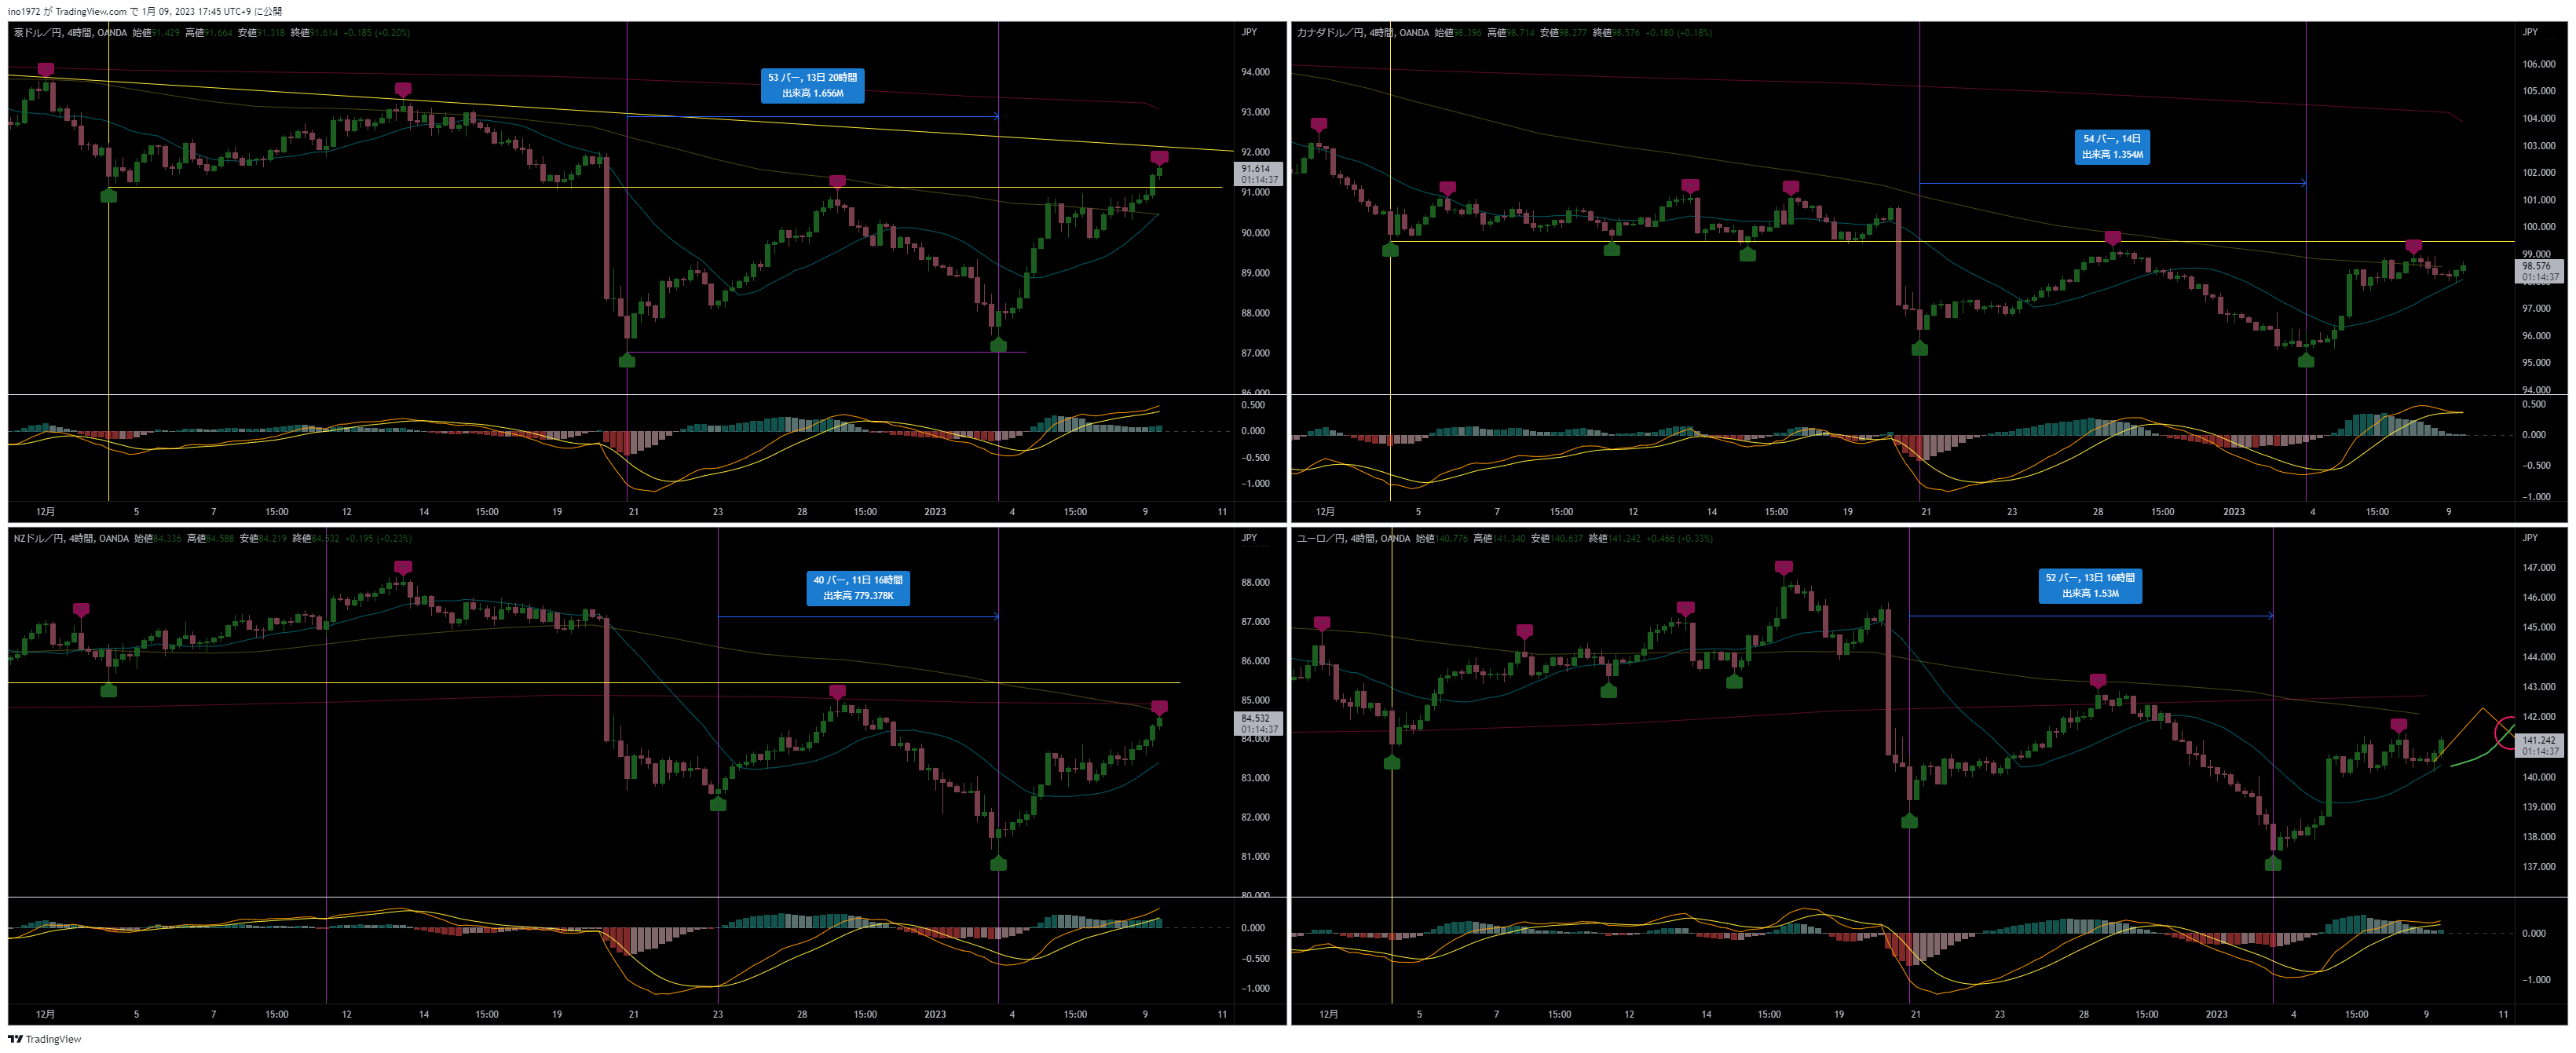 ino1972 が TradingView.com で 1月 09, 2023 17:45 UTC+9 に公開
豪ドル／円, 4時間, OANDA 始値91.429 高値91.664 安値91.318 終値91.614 +0.185 (+0.20%)
JPY
53 バー, 13日 20時間
出来高 1.656M
94.000
93.000
92.000
91.614
01:14:37
91.000
90.000
89.000
88.000
87.000
86.000
0.500
0.000
−0.500
−1.000
12月 5 7 15:00 12 14 15:00 19 21 23 28 15:00 2023 4 15:00 9 11
カナダドル／円, 4時間, OANDA 始値98.396 高値98.714 安値98.277 終値98.576 +0.180 (+0.18%)
JPY
54 バー, 14日
出来高 1.354M
106.000
105.000
104.000
103.000
102.000
101.000
100.000
99.000
98.576
01:14:37
98.000
97.000
96.000
95.000
94.000
0.500
0.000
−0.500
−1.000
12月 5 7 15:00 12 14 15:00 19 21 23 28 15:00 2023 4 15:00 9
NZドル／円, 4時間, OANDA 始値84.336 高値84.588 安値84.219 終値84.532 +0.195 (+0.23%)
JPY
40 バー, 11日 16時間
出来高 779.378K
88.000
87.000
86.000
85.000
84.532
01:14:37
84.000
83.000
82.000
81.000
80.000
0.000
−0.500
−1.000
12月 5 7 15:00 12 14 15:00 19 21 23 28 15:00 2023 4 15:00 9 11
ユーロ／円, 4時間, OANDA 始値140.776 高値141.340 安値140.637 終値141.242 +0.466 (+0.33%)
JPY
52 バー, 13日 16時間
出来高 1.53M
147.000
146.000
145.000
144.000
143.000
142.000
141.242
01:14:37
140.000
139.000
138.000
137.000
0.000
−1.000
12月 5 7 15:00 12 14 15:00 19 21 23 28 15:00 2023 4 15:00 9 11
TradingView